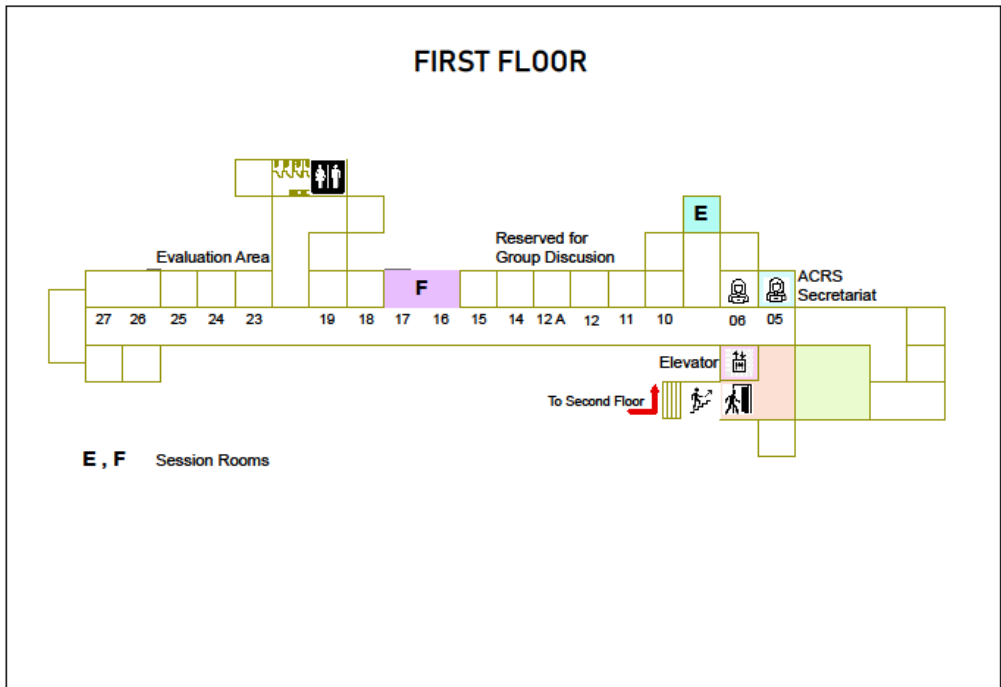 FIRST FLOOR
E
Evaluation Area
Reserved for
Group Discusion
F
ACRS
Secretariat
27 26 25 24 23 19 18 17 16 15 14 12 A 12 11 10 06 05
Elevator
To Second Floor
E , F Session Rooms